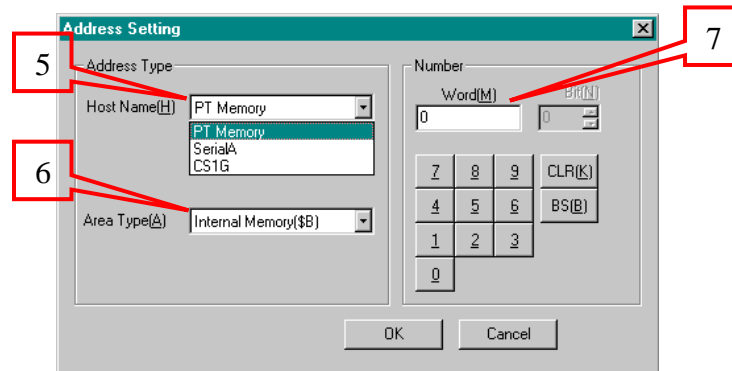 Address Setting
5
6
7
Address Type
Host Name(H)
PT Memory
PT Memory
SerialA
CS1G
Area Type(A)
Internal Memory($B)
Number
Word(M)
Bit(N)
0
0
7 8 9 CLR(K)
4 5 6 BS(B)
1 2 3
0
OK Cancel